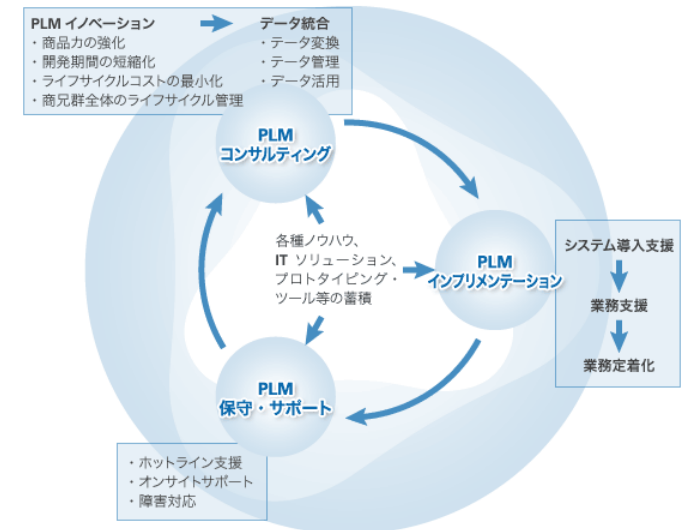 PLM イノベーション
・商品力の強化
・開発期間の短縮化
・ライフサイクルコストの最小化
・商兄群全体のライフサイクル管理
データ統合
・テータ変換
・テータ管理
・データ活用
PLM
コンサルティング
各種ノウハウ、
IT ソリューション、
プロトタイピング・
ツール等の蓄積
PLM
インプリメンテーション
システム導入支援
業務支援
業務定着化
PLM
保守・サポート
・ホットライン支援
・オンサイトサポート
・障害対応